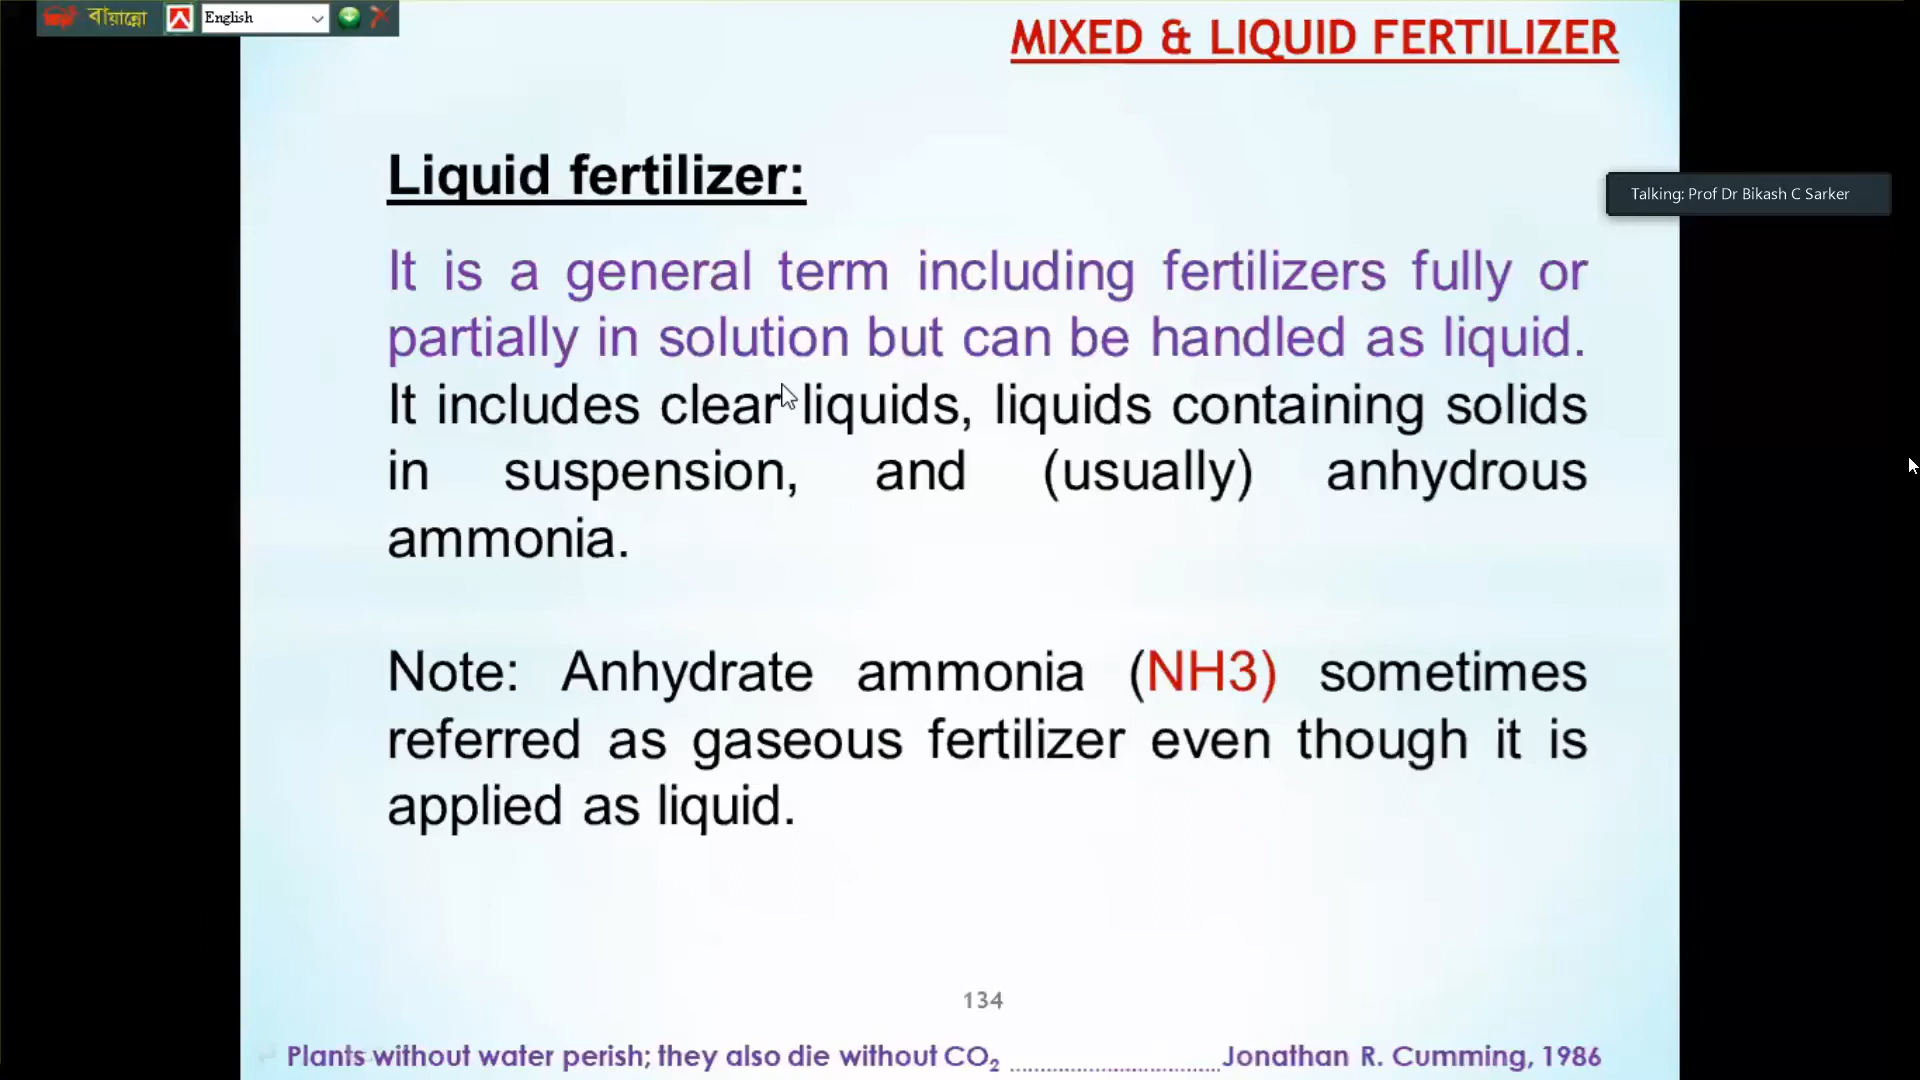 বায়ান্নো English
MIXED & LIQUID FERTILIZER
Liquid fertilizer:
Talking: Prof Dr Bikash C Sarker
It is a general term including fertilizers fully or
partially in solution but can be handled as liquid.
It includes clear liquids, liquids containing solids
in suspension, and (usually) anhydrous
ammonia.
Note: Anhydrate ammonia (NH3) sometimes
referred as gaseous fertilizer even though it is
applied as liquid.
134
Plants without water perish; they also die without CO₂ ....................................Jonathan R. Cumming, 1986